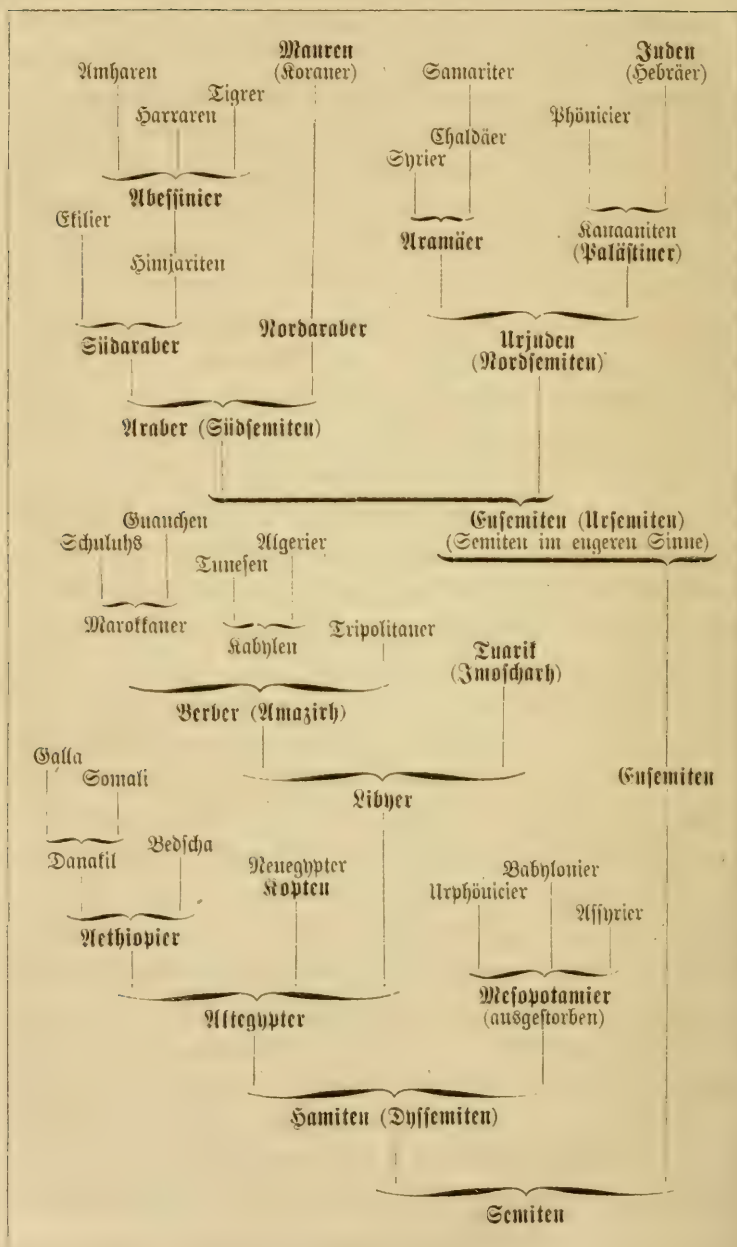 Mauren
Juden
Amharen
(Koraner)
Samariter
(Hebräer)
Tigrer
Harraren
Phönicier
Chaldäer
Syrier
Abessinier
Ekilier
Kanaaniten
Aramäer
(Palästiner)
Himjariten
Südaraber
Nordaraber
Urjuden
(Nordsemiten)
Araber (Südsemiten)
Guanchen
Eusemiten (Ursemiten)
Schuluhs
Algerier
(Semiten im engeren Sinne)
Tunesen
Marokkaner
Kabylen
Tripolitaner
Tuarik
(Imoscharh)
Berber (Amazirh)
Galla
Somali
Eusemiten
Libyer
Bedscha
Danakil
Neuegypter
Kopten
Babylonier
Urphönicier
Assyrier
Aethiopier
Mesopotamier
Altegypter
(ausgestorben)
Hamiten (Dyssemiten)
Semiten